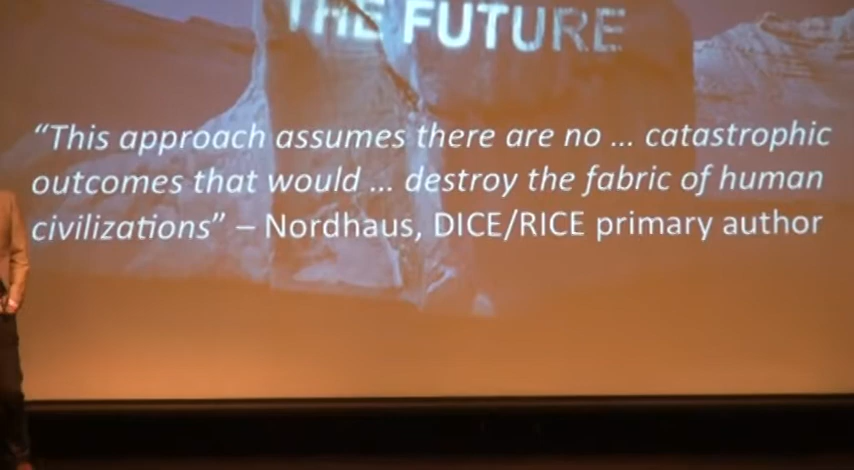 THE FUTURE
“This approach assumes there are no ... catastrophic
outcomes that would ... destroy the fabric of human
civilizations” – Nordhaus, DICE/RICE primary author